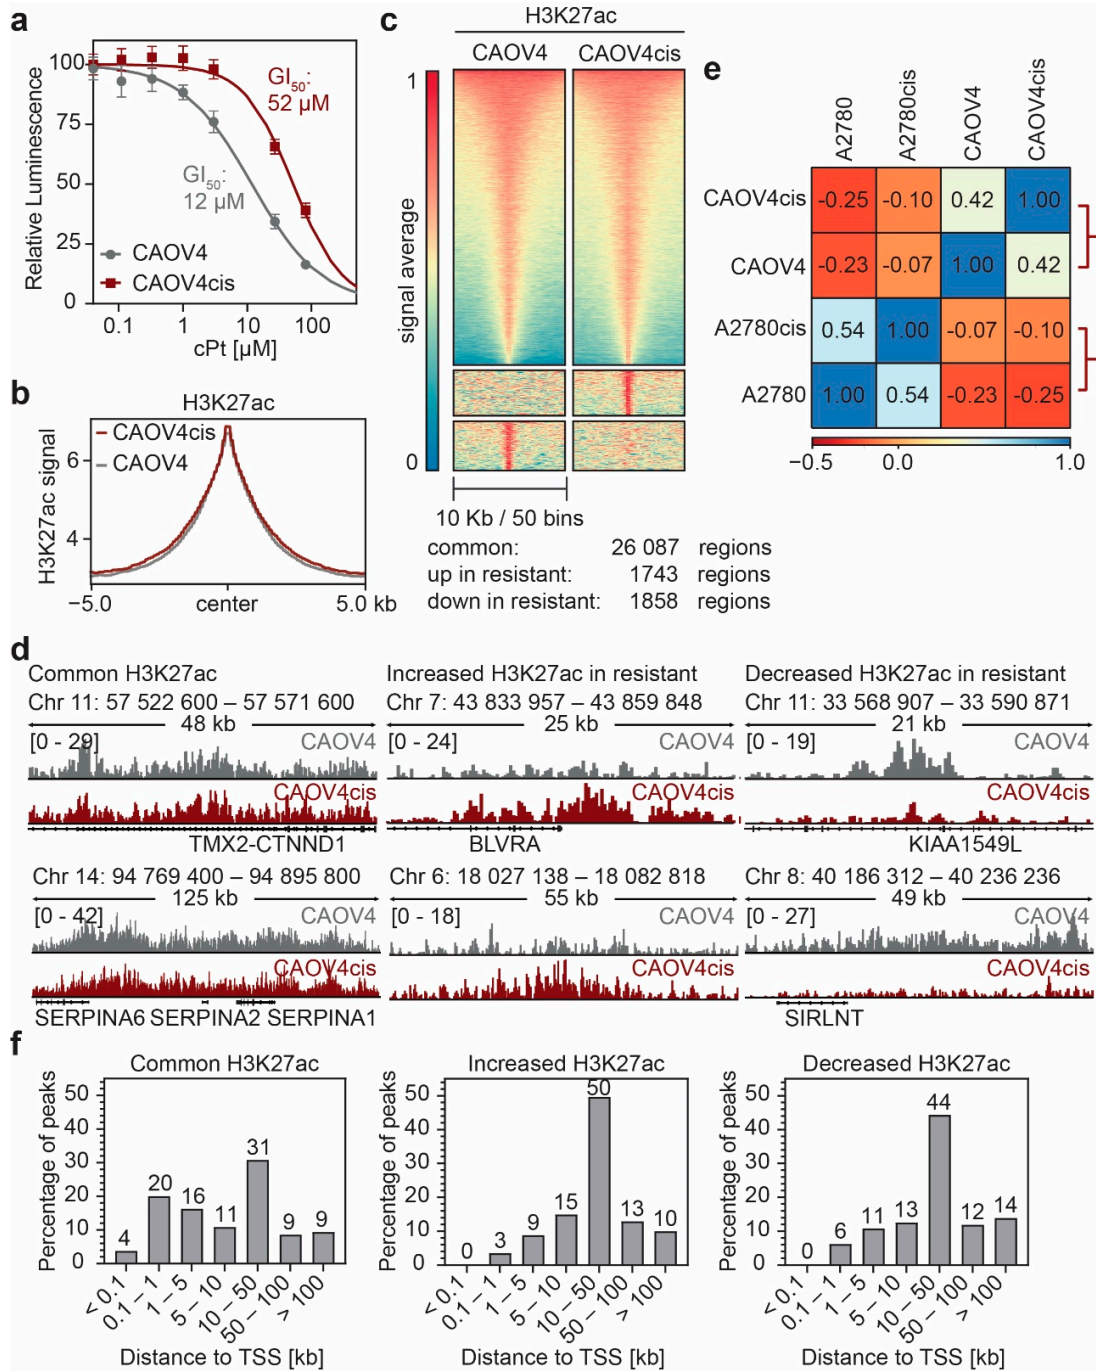 a
Relative Luminescence
100
75
50
25
0
GI50:
52 µM
GI50:
12 µM
CAOV4
CAOV4cis
0.1 1 10 100
cPt [µM]
b
H3K27ac
CAOV4cis
CAOV4
H3K27ac signal
6
4
−5.0 center 5.0 kb
c
H3K27ac
CAOV4 CAOV4cis
1
signal average
0
10 Kb / 50 bins
common: 26 087 regions
up in resistant: 1743 regions
down in resistant: 1858 regions
e
A2780 A2780cis CAOV4 CAOV4cis
CAOV4cis -0.25 -0.10 0.42 1.00
CAOV4 -0.23 -0.07 1.00 0.42
A2780cis 0.54 1.00 -0.07 -0.10
A2780 1.00 0.54 -0.23 -0.25
−0.5 0.0 1.0
d
Common H3K27ac
Chr 11: 57 522 600 – 57 571 600
48 kb
[0 - 29] CAOV4
CAOV4cis
TMX2-CTNND1
Chr 14: 94 769 400 – 94 895 800
125 kb
[0 - 42] CAOV4
CAOV4cis
SERPINA6 SERPINA2 SERPINA1
Increased H3K27ac in resistant
Chr 7: 43 833 957 – 43 859 848
25 kb
[0 - 24] CAOV4
CAOV4cis
BLVRA
Chr 6: 18 027 138 – 18 082 818
55 kb
[0 - 18] CAOV4
CAOV4cis
Decreased H3K27ac in resistant
Chr 11: 33 568 907 – 33 590 871
21 kb
[0 - 19] CAOV4
CAOV4cis
KIAA1549L
Chr 8: 40 186 312 – 40 236 236
49 kb
[0 - 27] CAOV4
CAOV4cis
SIRLNT
f
Common H3K27ac
Percentage of peaks
50
40
30
20
10
0
4 20 16 11 31 9 9
< 0.1 0.1 – 1 1 – 5 5 – 10 10 – 50 50 – 100 > 100
Distance to TSS [kb]
Increased H3K27ac
Percentage of peaks
50
40
30
20
10
0
0 3 9 15 50 13 10
< 0.1 0.1 – 1 1 – 5 5 – 10 10 – 50 50 – 100 > 100
Distance to TSS [kb]
Decreased H3K27ac
Percentage of peaks
50
40
30
20
10
0
0 6 11 13 44 12 14
< 0.1 0.1 – 1 1 – 5 5 – 10 10 – 50 50 – 100 > 100
Distance to TSS [kb]